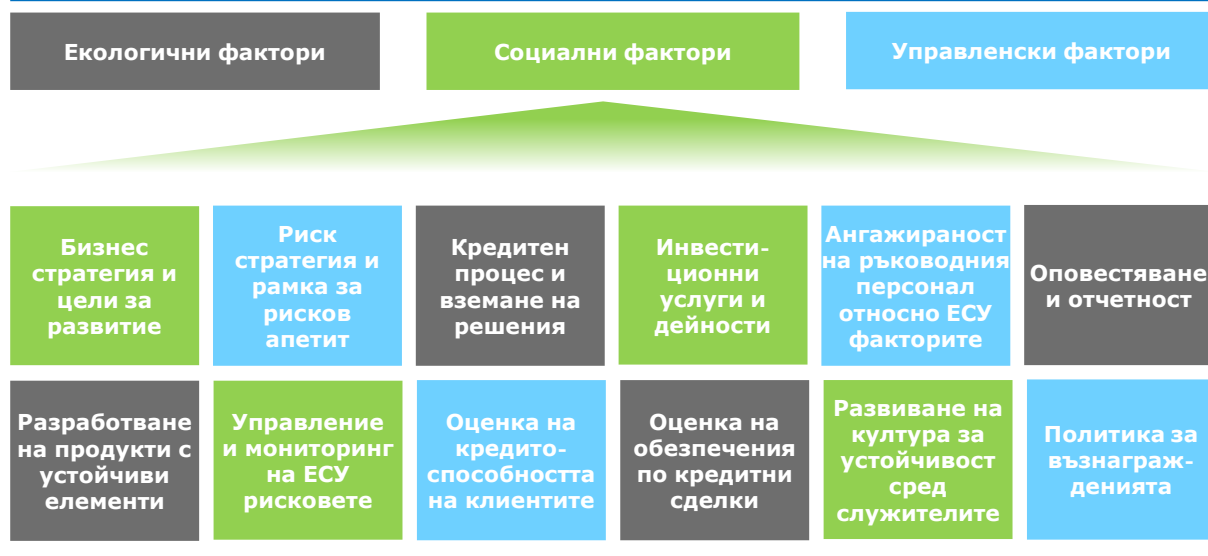 Екологични фактори
Социални фактори
Управленски фактори
Бизнес
стратегия и
цели за
развитие
Риск
стратегия и
рамка за
рисков
апетит
Кредитен
процес и
вземане на
решения
Инвести-
ционни
услуги и
дейности
Ангажираност
на ръководния
персонал
относно ЕСУ
факторите
Оповестяване
и отчетност
Разработване
на продукти с
устойчиви
елементи
Управление
и мониторинг
на ЕСУ
рисковете
Оценка на
кредито-
способността
на клиентите
Оценка на
обезпечения
по кредитни
сделки
Развиване на
култура за
устойчивост
сред
служителите
Политика за
възнаграж-
денията